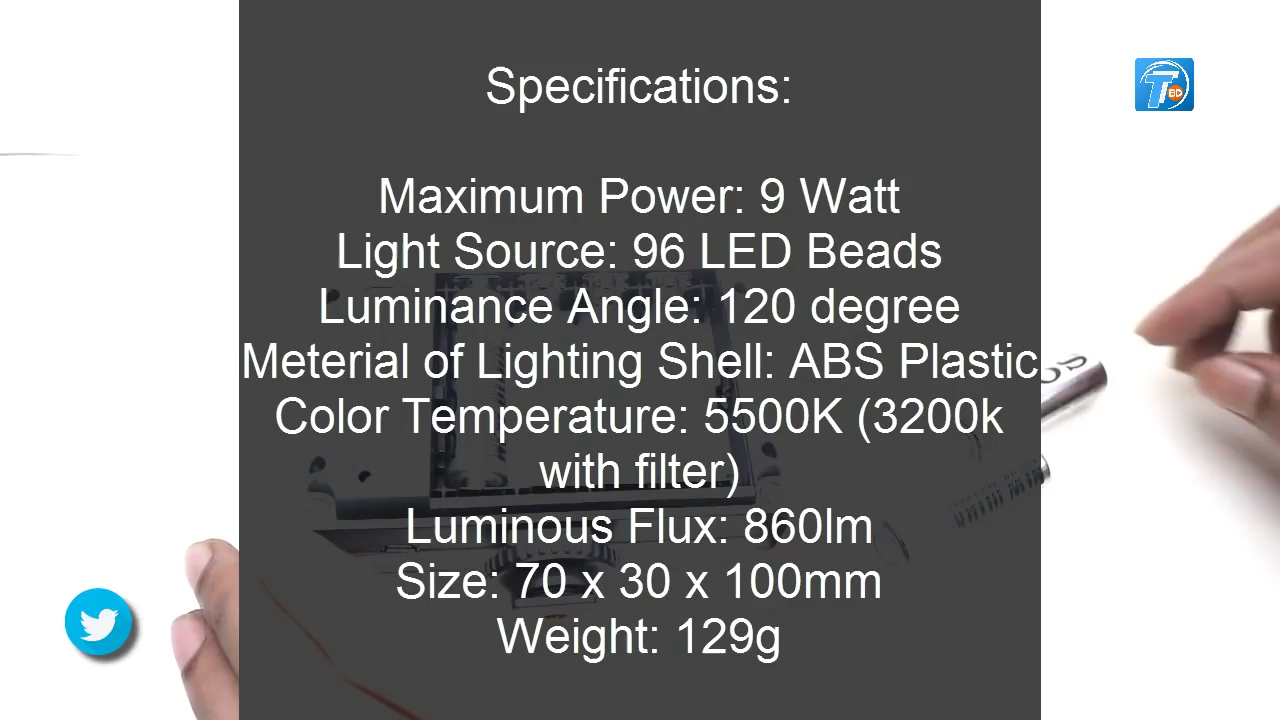 Specifications:
Maximum Power: 9 Watt
Light Source: 96 LED Beads
Luminance Angle: 120 degree
Meterial of Lighting Shell: ABS Plastic
Color Temperature: 5500K (3200k
with filter)
Luminous Flux: 860lm
Size: 70 x 30 x 100mm
Weight: 129g
T BD